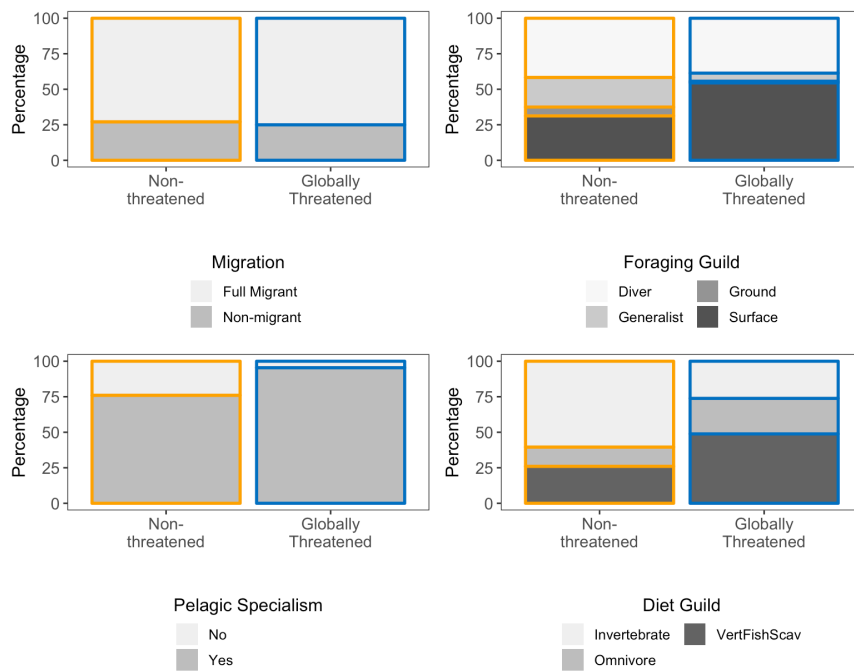 100
75
50
25
0
Percentage
Non-
threatened
Globally
Threatened
Migration
Full Migrant
Non-migrant
100
75
50
25
0
Percentage
Non-
threatened
Globally
Threatened
Foraging Guild
Diver
Ground
Generalist
Surface
100
75
50
25
0
Percentage
Non-
threatened
Globally
Threatened
Pelagic Specialism
No
Yes
100
75
50
25
0
Percentage
Non-
threatened
Globally
Threatened
Diet Guild
Invertebrate
VertFishScav
Omnivore